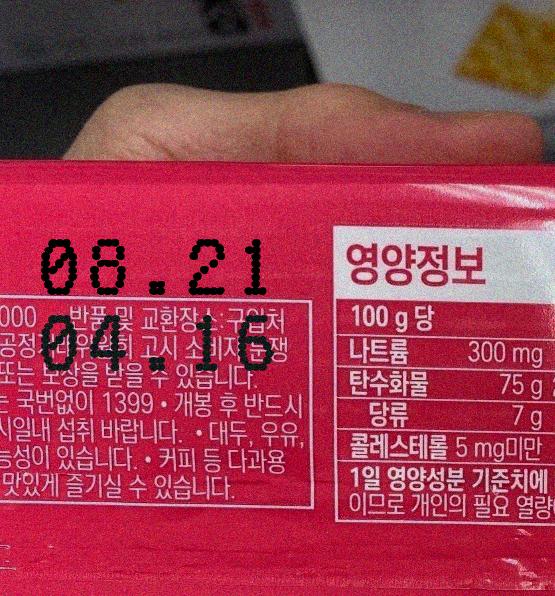 08.21
000 반품 및 교환장소: 구입처
04.16
공정 고시 소비자분쟁
또는 보상을 받을 수 있습니다.
는 국번없이 1399 • 개봉 후 반드시
시일내 섭취 바랍니다. • 대두, 우유,
능성이 있습니다. • 커피 등 다과용
맛있게 즐기실 수 있습니다.
영양정보
100 g 당
나트륨 300 mg
탄수화물 75 g
당류 7 g
콜레스테롤 5 mg미만
1일 영양성분 기준치에
이므로 개인의 필요 열량